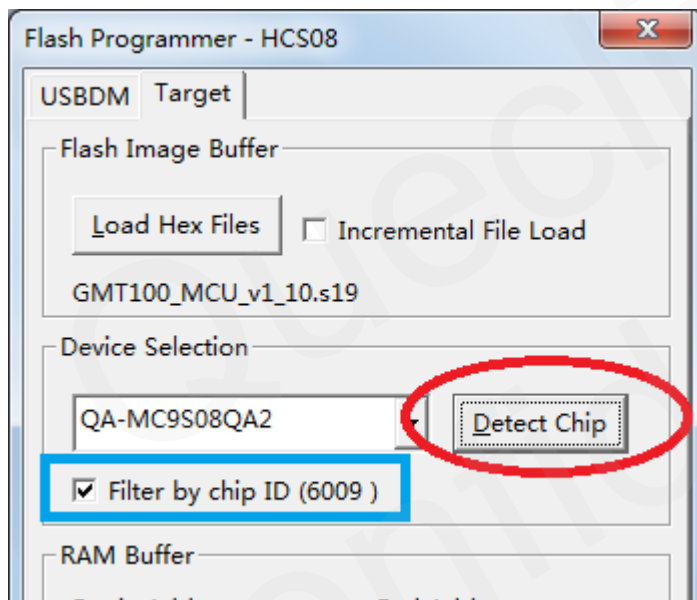 Flash Programmer - HCS08
USBDM Target
Flash Image Buffer
Load Hex Files Incremental File Load
GMT100_MCU_v1_10.s19
Device Selection
QA-MC9S08QA2 Detect Chip
Filter by chip ID (6009 )
RAM Buffer